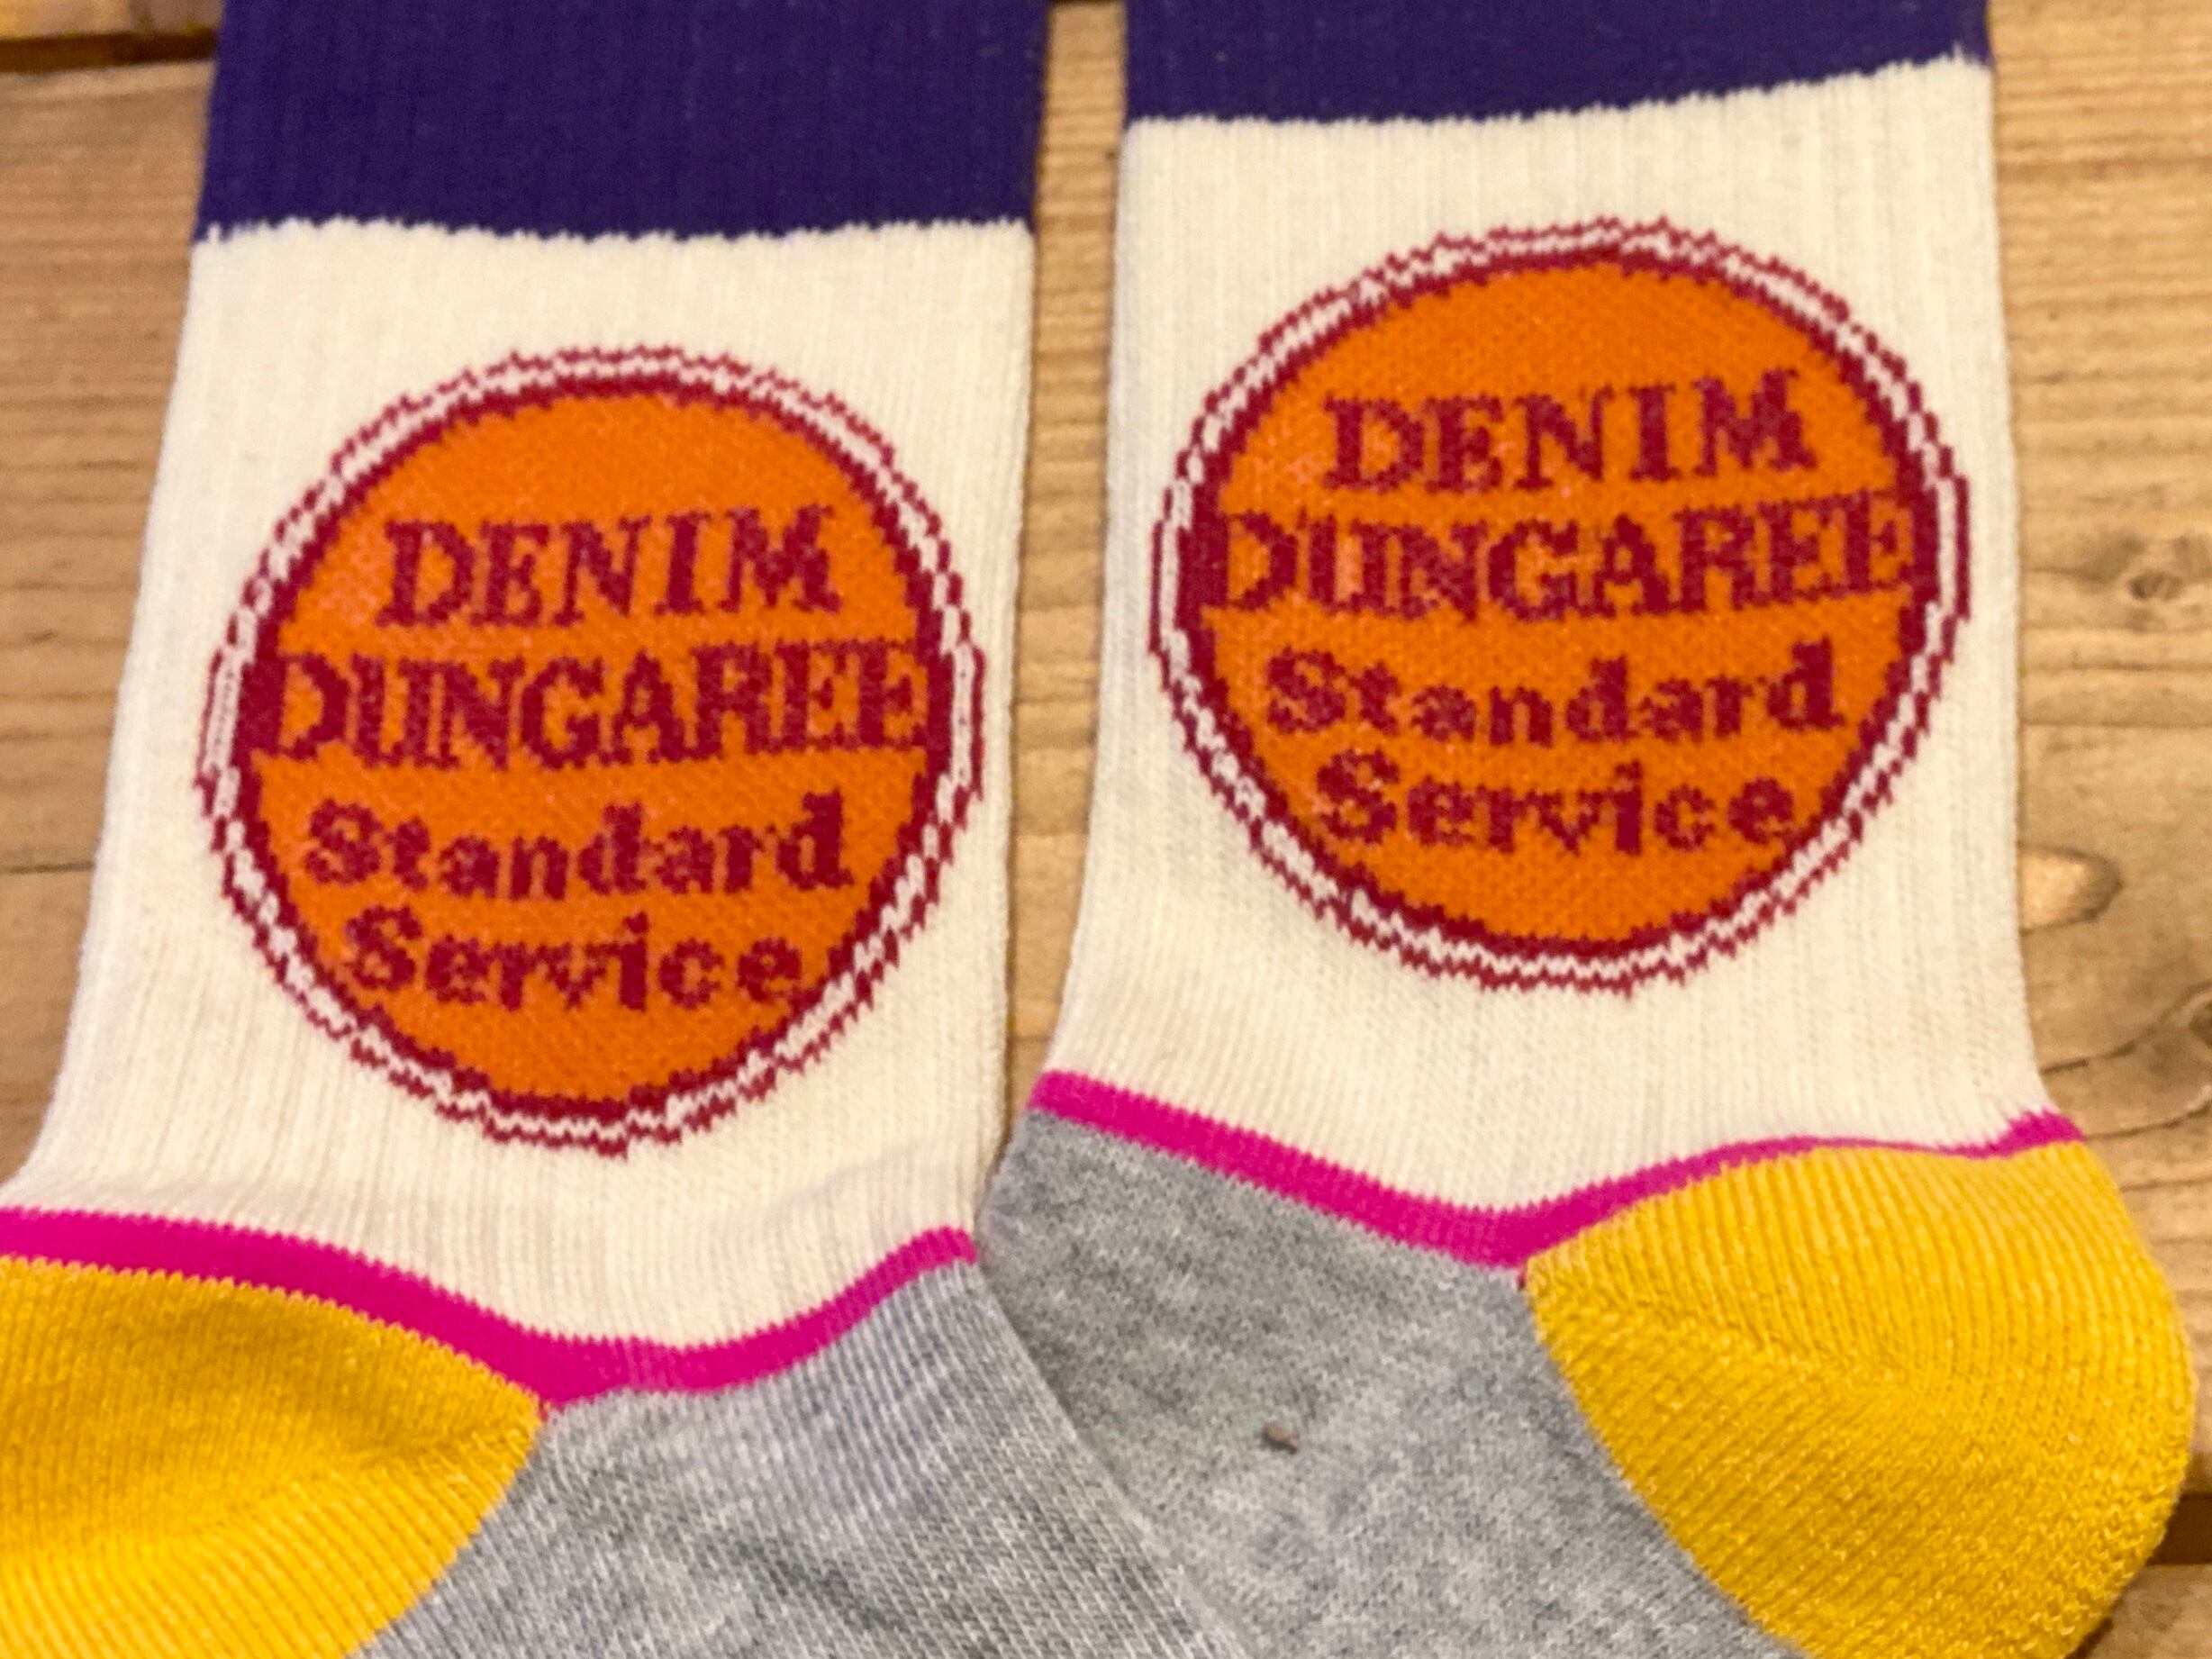 DENIM
DUNGAREE
Standard
Service
DENIM
DUNGAREE
Standard
Service